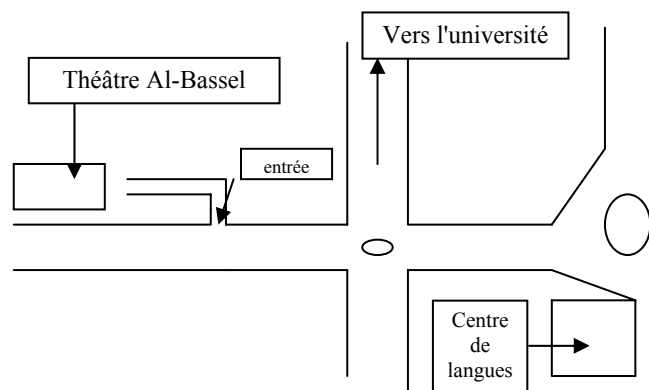 Vers l'université
Théâtre Al-Bassel
entrée
Centre
de
langues